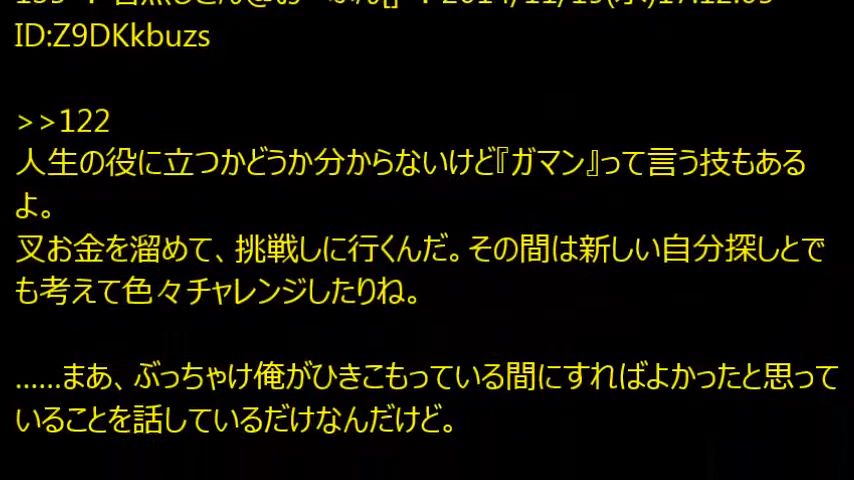 ID:Z9DKkbuzs
>>122
人生の役に立つかどうか分からないけど『ガマン』って言う技もある
よ。
又お金を溜めて、挑戦しに行くんだ。その間は新しい自分探しとで
も考えて色々チャレンジしたりね。
……まあ、ぶっちゃけ俺がひきこもっている間にすればよかったと思って
いることを話しているだけなんだけど。